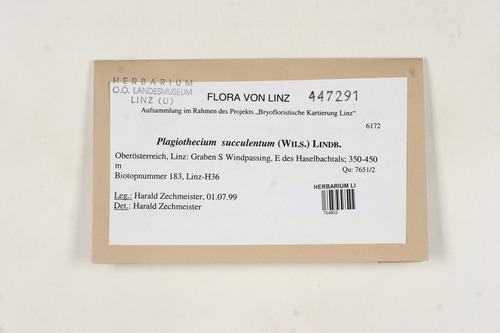 HERBARIUM
O.Ö. LANDESMUSEUM
LINZ (LI)
FLORA VON LINZ 447291
Aufsammlung im Rahmen des Projekts „Bryofloristische Kartierung Linz"
6172
Plagiothecium succulentum (WILS.) LINDB.
Oberösterreich, Linz: Graben S Windpassing, E des Haselbachtals; 350-450
m Qu: 7651/2
Biotopnummer 183, Linz-H36
Leg.: Harald Zechmeister, 01.07.99
Det.: Harald Zechmeister
HERBARIUM LI
764603